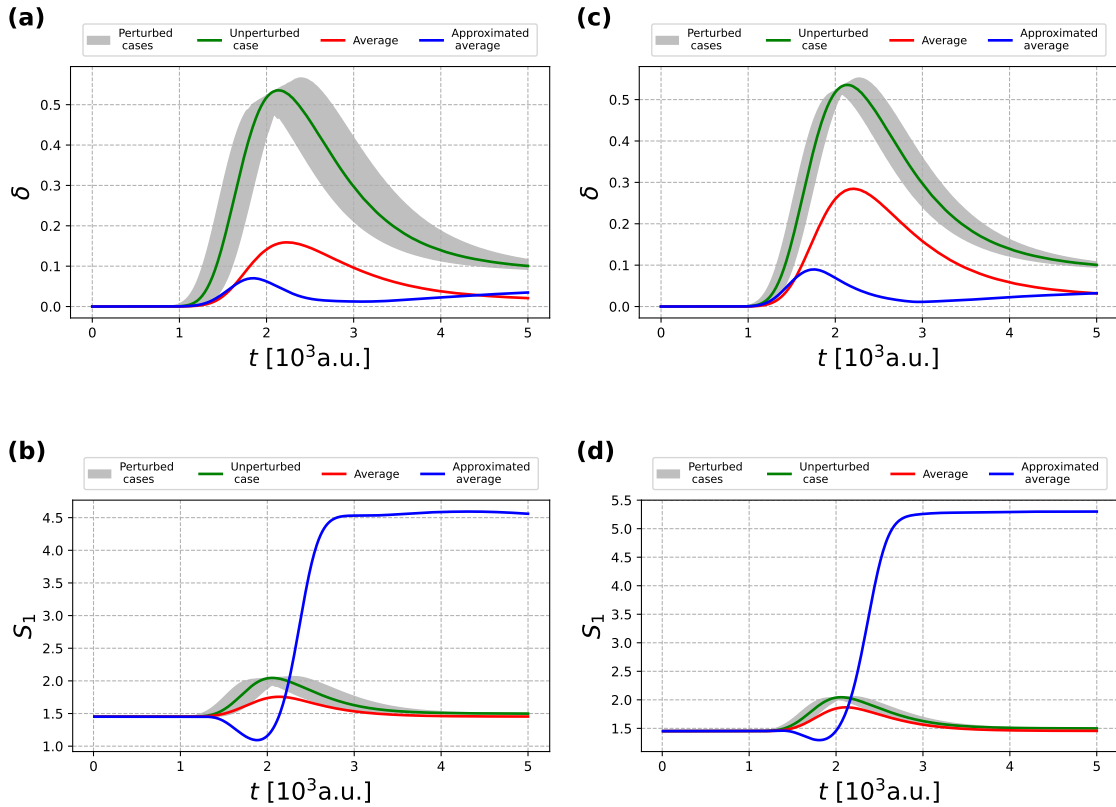 (a)
Perturbed cases
Unperturbed case
Average
Approximated average
δ
0.5
0.4
0.3
0.2
0.1
0.0
0 1 2 3 4 5
t [10³a.u.]
(c)
Perturbed cases
Unperturbed case
Average
Approximated average
δ
0.5
0.4
0.3
0.2
0.1
0.0
0 1 2 3 4 5
t [10³a.u.]
(b)
Perturbed cases
Unperturbed case
Average
Approximated average
S₁
4.5
4.0
3.5
3.0
2.5
2.0
1.5
1.0
0 1 2 3 4 5
t [10³a.u.]
(d)
Perturbed cases
Unperturbed case
Average
Approximated average
S₁
5.5
5.0
4.5
4.0
3.5
3.0
2.5
2.0
1.5
0 1 2 3 4 5
t [10³a.u.]